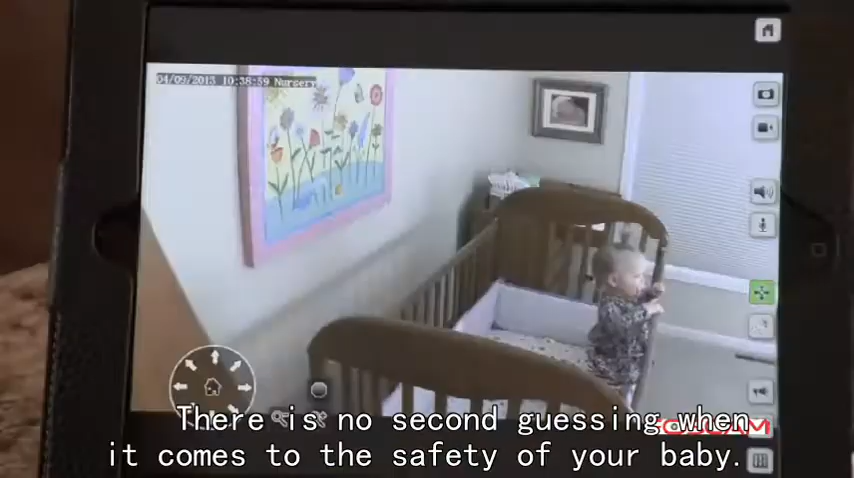 04/09/2013 10:38:59 Nursery
There is no second guessing when
it comes to the safety of your baby.